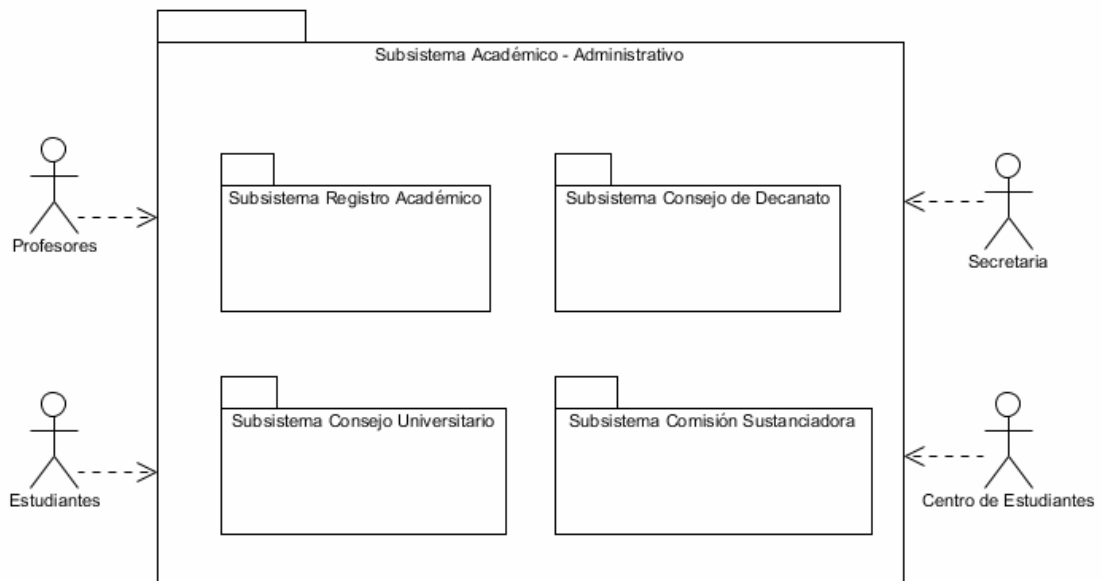 Subsistema Académico - Administrativo
Subsistema Registro Académico
Subsistema Consejo de Decanato
Profesores
Secretaria
Subsistema Consejo Universitario
Subsistema Comisión Sustanciadora
Estudiantes
Centro de Estudiantes